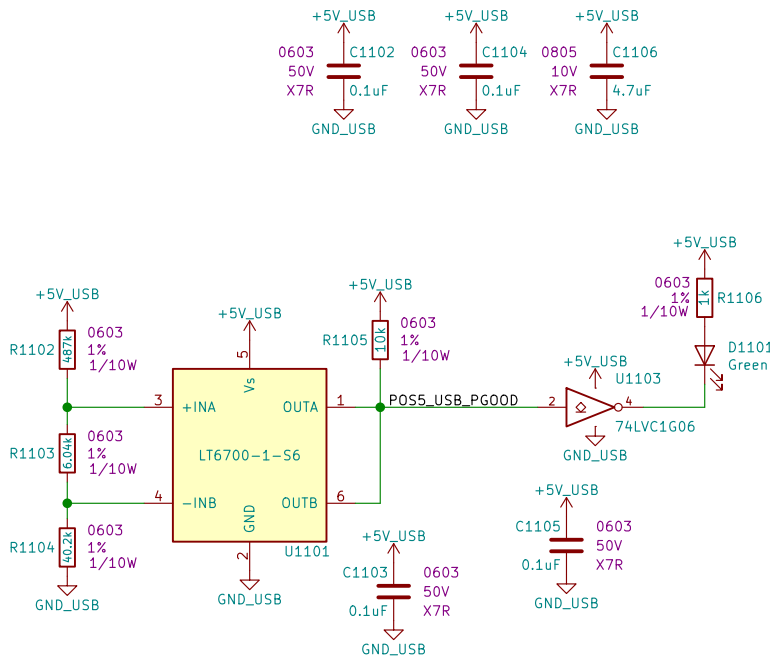 +5V_USB
0603
C1102
50V
X7R
0.1uF
GND_USB
+5V_USB
0603
C1104
50V
X7R
0.1uF
GND_USB
+5V_USB
0805
C1106
10V
X7R
4.7uF
GND_USB
+5V_USB
R1102
487k
0603
1%
1/10W
R1103
6.04k
0603
1%
1/10W
R1104
40.2k
0603
1%
1/10W
GND_USB
+5V_USB
5
Vs
3
+INA
OUTA
1
LT6700-1-S6
4
-INB
OUTB
6
GND
2
U1101
GND_USB
+5V_USB
R1105
10k
0603
1%
1/10W
POS5_USB_PGOOD
+5V_USB
C1103
0603
50V
0.1uF
X7R
GND_USB
+5V_USB
U1103
2
4
74LVC1G06
GND_USB
+5V_USB
0603
1%
1/10W
1k
R1106
D1101
Green
+5V_USB
C1105
0603
50V
0.1uF
X7R
GND_USB